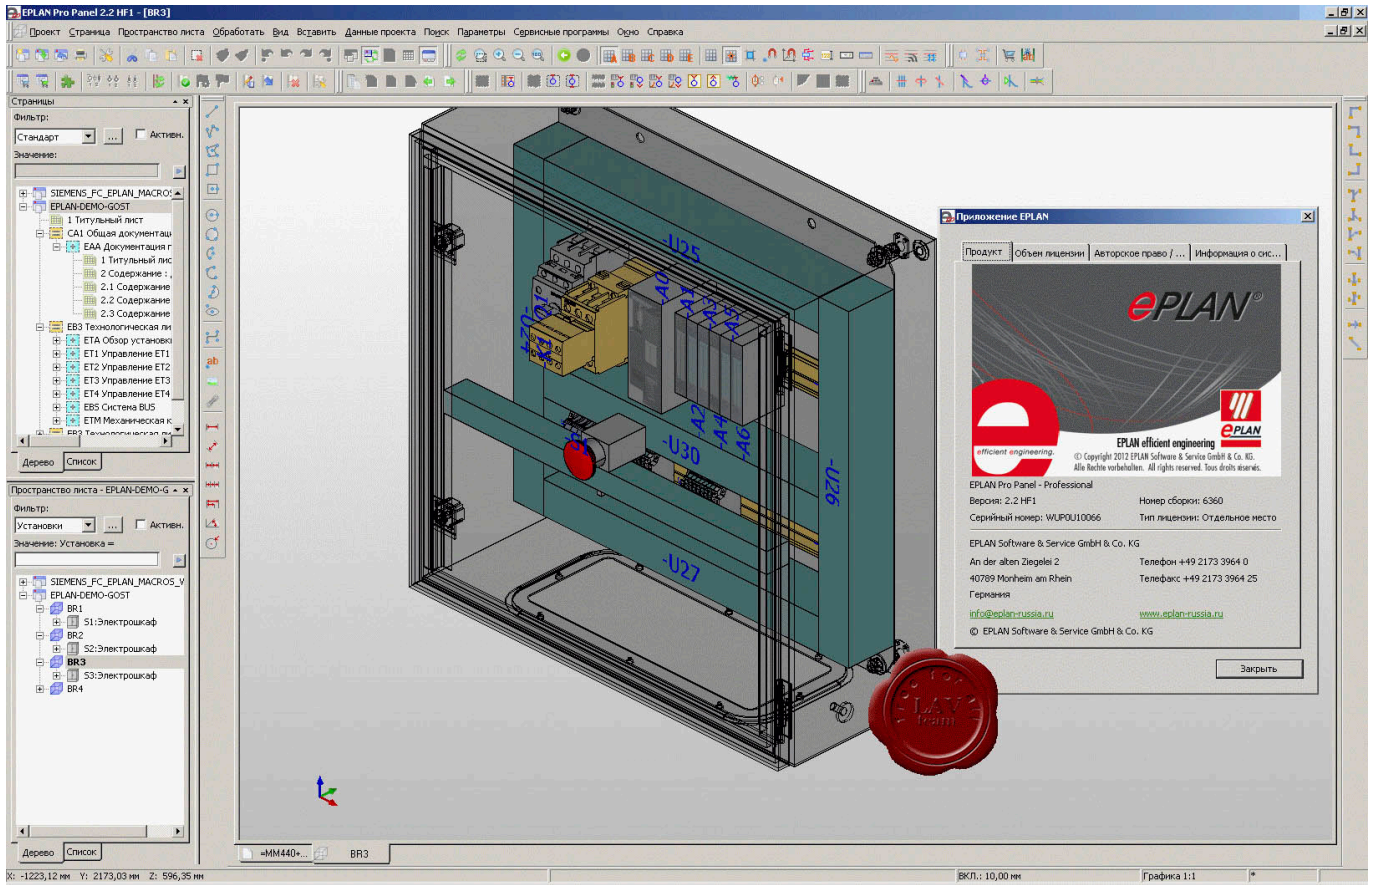 EPLAN Pro Panel 2.2 HF1 - [BR3]
Проект Страница Пространство листа Обработать Вид Вставить Данные проекта Поиск Параметры Сервисные программы Окно Справка
Страницы
Фильтр:
Стандарт ... Активн.
Значение:
SIEMENS_FC_EPLAN_MACROS
EPLAN-DEMO-GOST
1 Титульный лист
CA1 Общая документац
EAA Документация г
1 Титульный лис
2 Содержание : ,
2.1 Содержание
2.2 Содержание
2.3 Содержание
EB3 Технологическая ли
ETA Обзор установки
ET1 Управление ET1
ET2 Управление ET2
ET3 Управление ET3
ET4 Управление ET4
EBS Система BUS
ETM Механическая к
Дерево Список
Пространство листа - EPLAN-DEMO-G
Фильтр:
Установки ... Активн.
Значение: Установка =
SIEMENS_FC_EPLAN_MACROS_V
EPLAN-DEMO-GOST
BR1
S1:Электрошкаф
BR2
S2:Электрошкаф
BR3
S3:Электрошкаф
BR4
Дерево Список
-U25
-A0
-A1
-A3
-A5
-A2
-A4
-A6
-U30
-U26
-U27
LAV
team
Приложение EPLAN
Продукт Объем лицензии Авторское право / ... Информация о сис...
ePLAN®
efficient engineering.
ePLAN
EPLAN efficient engineering
© Copyright 2012 EPLAN Software & Service GmbH & Co. KG.
Alle Rechte vorbehalten. All rights reserved. Tous droits réservés.
EPLAN Pro Panel - Professional
Версия: 2.2 HF1 Номер сборки: 6360
Серийный номер: WUP0U10066 Тип лицензии: Отдельное место
EPLAN Software & Service GmbH & Co. KG
An der alten Ziegelei 2 Телефон +49 2173 3964 0
40789 Monheim am Rhein Телефакс +49 2173 3964 25
Германия
info@eplan-russia.ru www.eplan-russia.ru
© EPLAN Software & Service GmbH & Co. KG
Закрыть
=MM440+... BR3
X: -1223,12 мм Y: 2173,03 мм Z: 596,35 мм ВКЛ.: 10,00 мм Графика 1:1 *